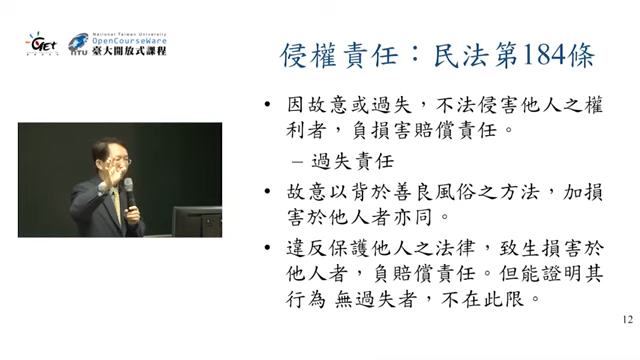 National Taiwan University
OpenCourseWare
NTU 臺大開放式課程
侵權責任：民法第184條
• 因故意或過失，不法侵害他人之權
利者，負損害賠償責任。
– 過失責任
• 故意以背於善良風俗之方法，加損
害於他人者亦同。
• 違反保護他人之法律，致生損害於
他人者，負賠償責任。但能證明其
行為 無過失者，不在此限。
12